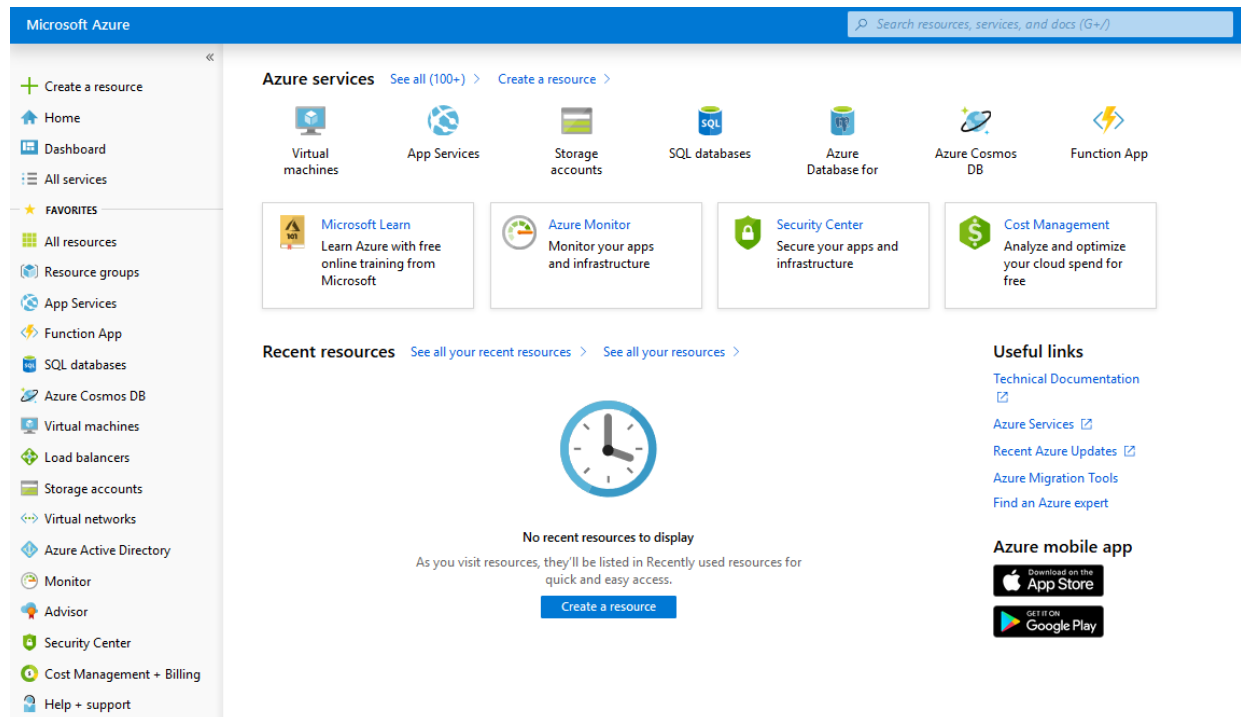 Microsoft Azure
Search resources, services, and docs (G+/)
«
Create a resource
Home
Dashboard
All services
FAVORITES
All resources
Resource groups
App Services
Function App
SQL databases
Azure Cosmos DB
Virtual machines
Load balancers
Storage accounts
Virtual networks
Azure Active Directory
Monitor
Advisor
Security Center
Cost Management + Billing
Help + support
Azure services See all (100+) > Create a resource >
Virtual
machines
App Services
Storage
accounts
SQL
SQL databases
Azure
Database for
Azure Cosmos
DB
Function App
101
Microsoft Learn
Learn Azure with free
online training from
Microsoft
Azure Monitor
Monitor your apps
and infrastructure
Security Center
Secure your apps and
infrastructure
Cost Management
Analyze and optimize
your cloud spend for
free
Recent resources See all your recent resources > See all your resources >
No recent resources to display
As you visit resources, they'll be listed in Recently used resources for
quick and easy access.
Create a resource
Useful links
Technical Documentation
Azure Services
Recent Azure Updates
Azure Migration Tools
Find an Azure expert
Azure mobile app
Download on the
App Store
GET IT ON
Google Play